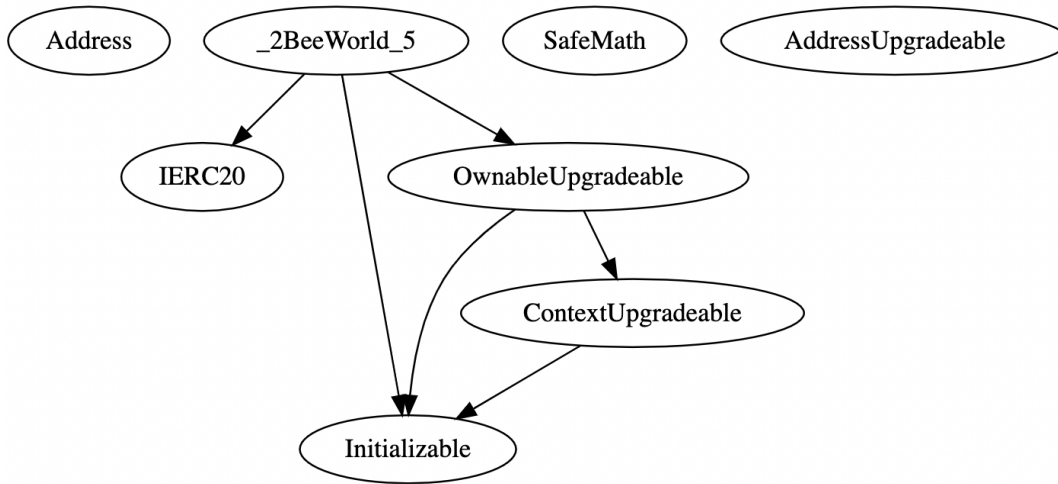 Address
_2BeeWorld_5
SafeMath
AddressUpgradeable
IERC20
OwnableUpgradeable
ContextUpgradeable
Initializable